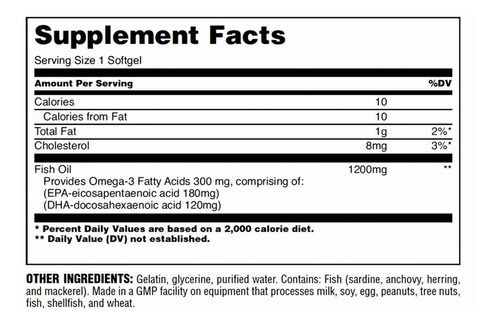 Supplement Facts
Serving Size 1 Softgel
Amount Per Serving %DV
Calories 10
Calories from Fat 10
Total Fat 1g 2%*
Cholesterol 8mg 3%*
Fish Oil 1200mg **
Provides Omega-3 Fatty Acids 300 mg, comprising of:
(EPA-eicosapentaenoic acid 180mg)
(DHA-docosahexaenoic acid 120mg)
* Percent Daily Values are based on a 2,000 calorie diet.
** Daily Value (DV) not established.
OTHER INGREDIENTS: Gelatin, glycerine, purified water. Contains: Fish (sardine, anchovy, herring,
and mackerel). Made in a GMP facility on equipment that processes milk, soy, egg, peanuts, tree nuts,
fish, shellfish, and wheat.